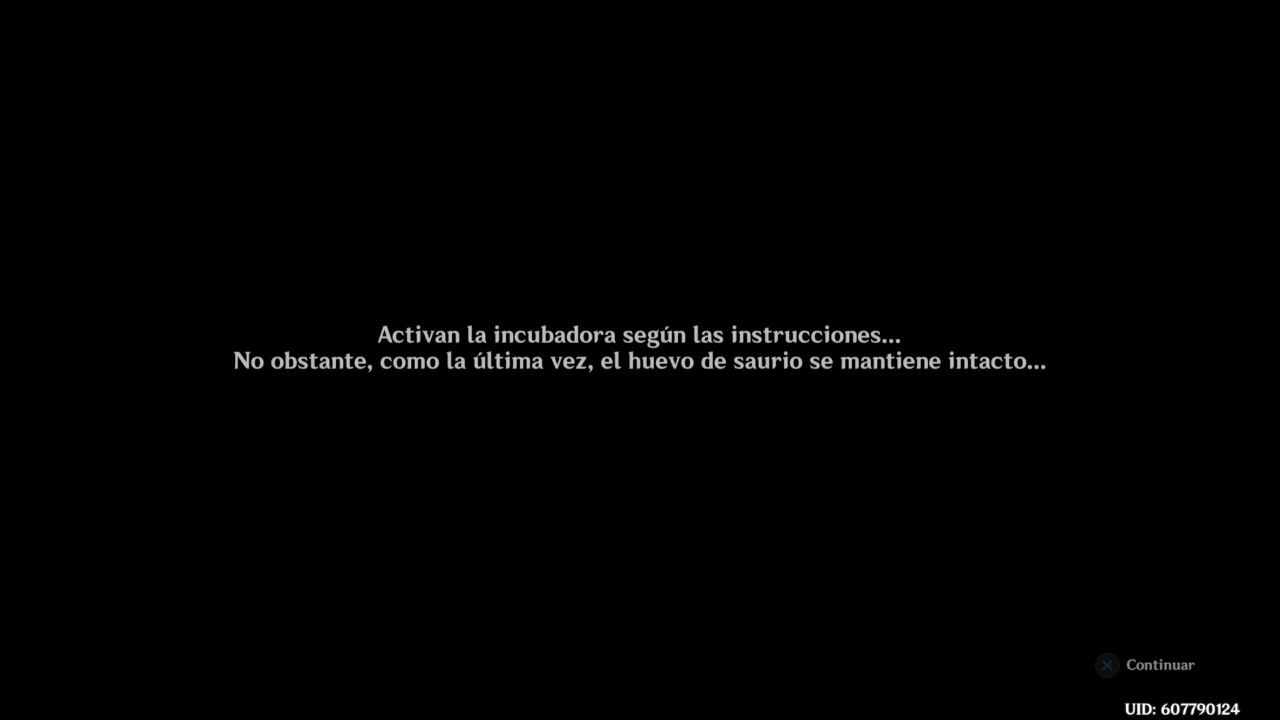 Activan la incubadora según las instrucciones...
No obstante, como la última vez, el huevo de saurio se mantiene intacto...
Continuar
UID: 607790124